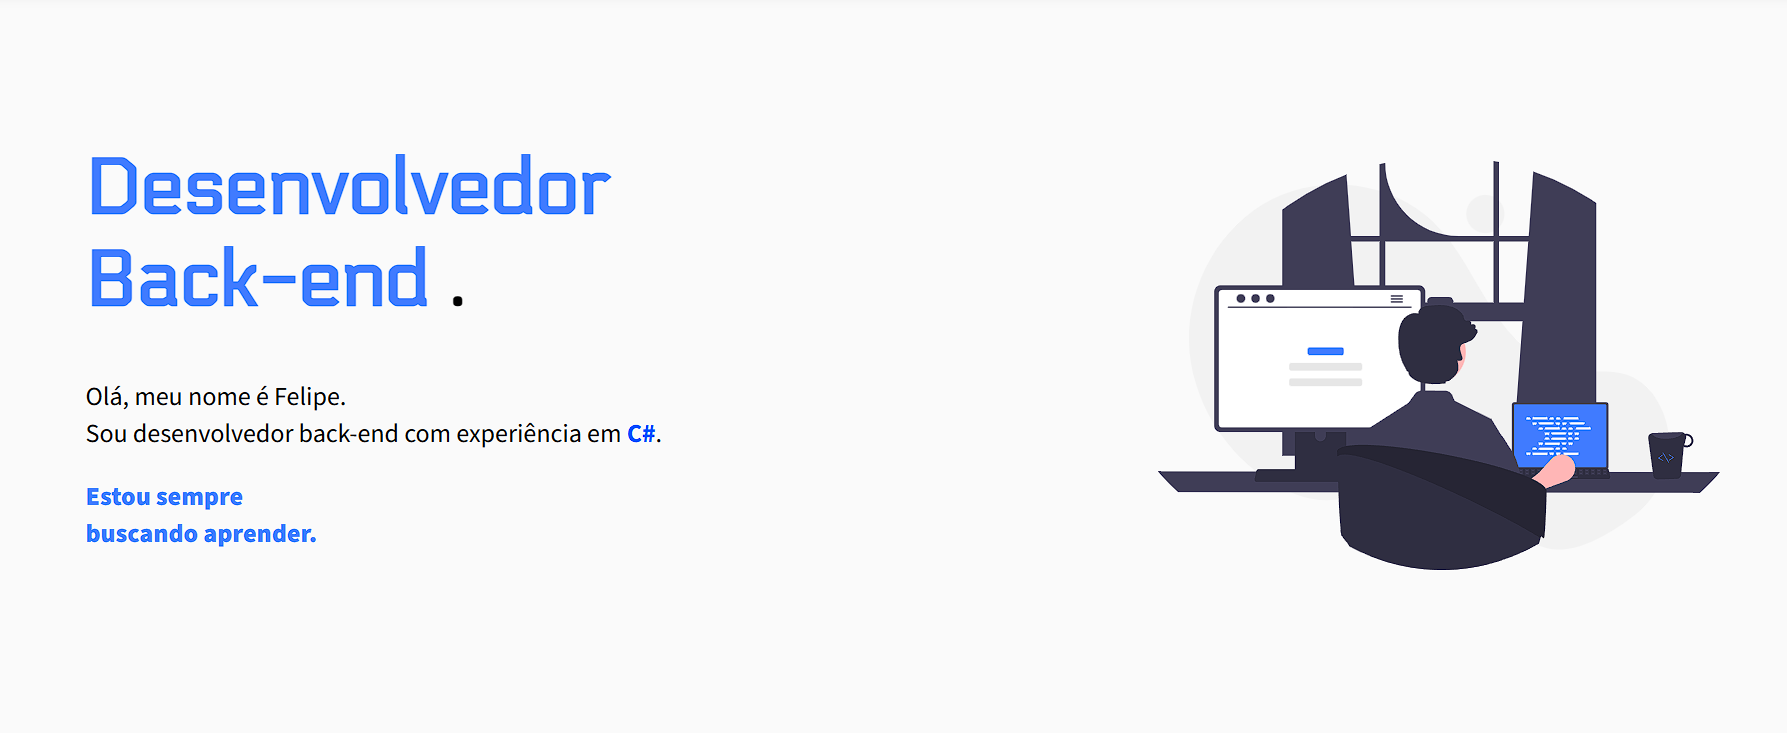 Desenvolvedor
Back-end .
Olá, meu nome é Felipe.
Sou desenvolvedor back-end com experiência em C#.
Estou sempre
buscando aprender.